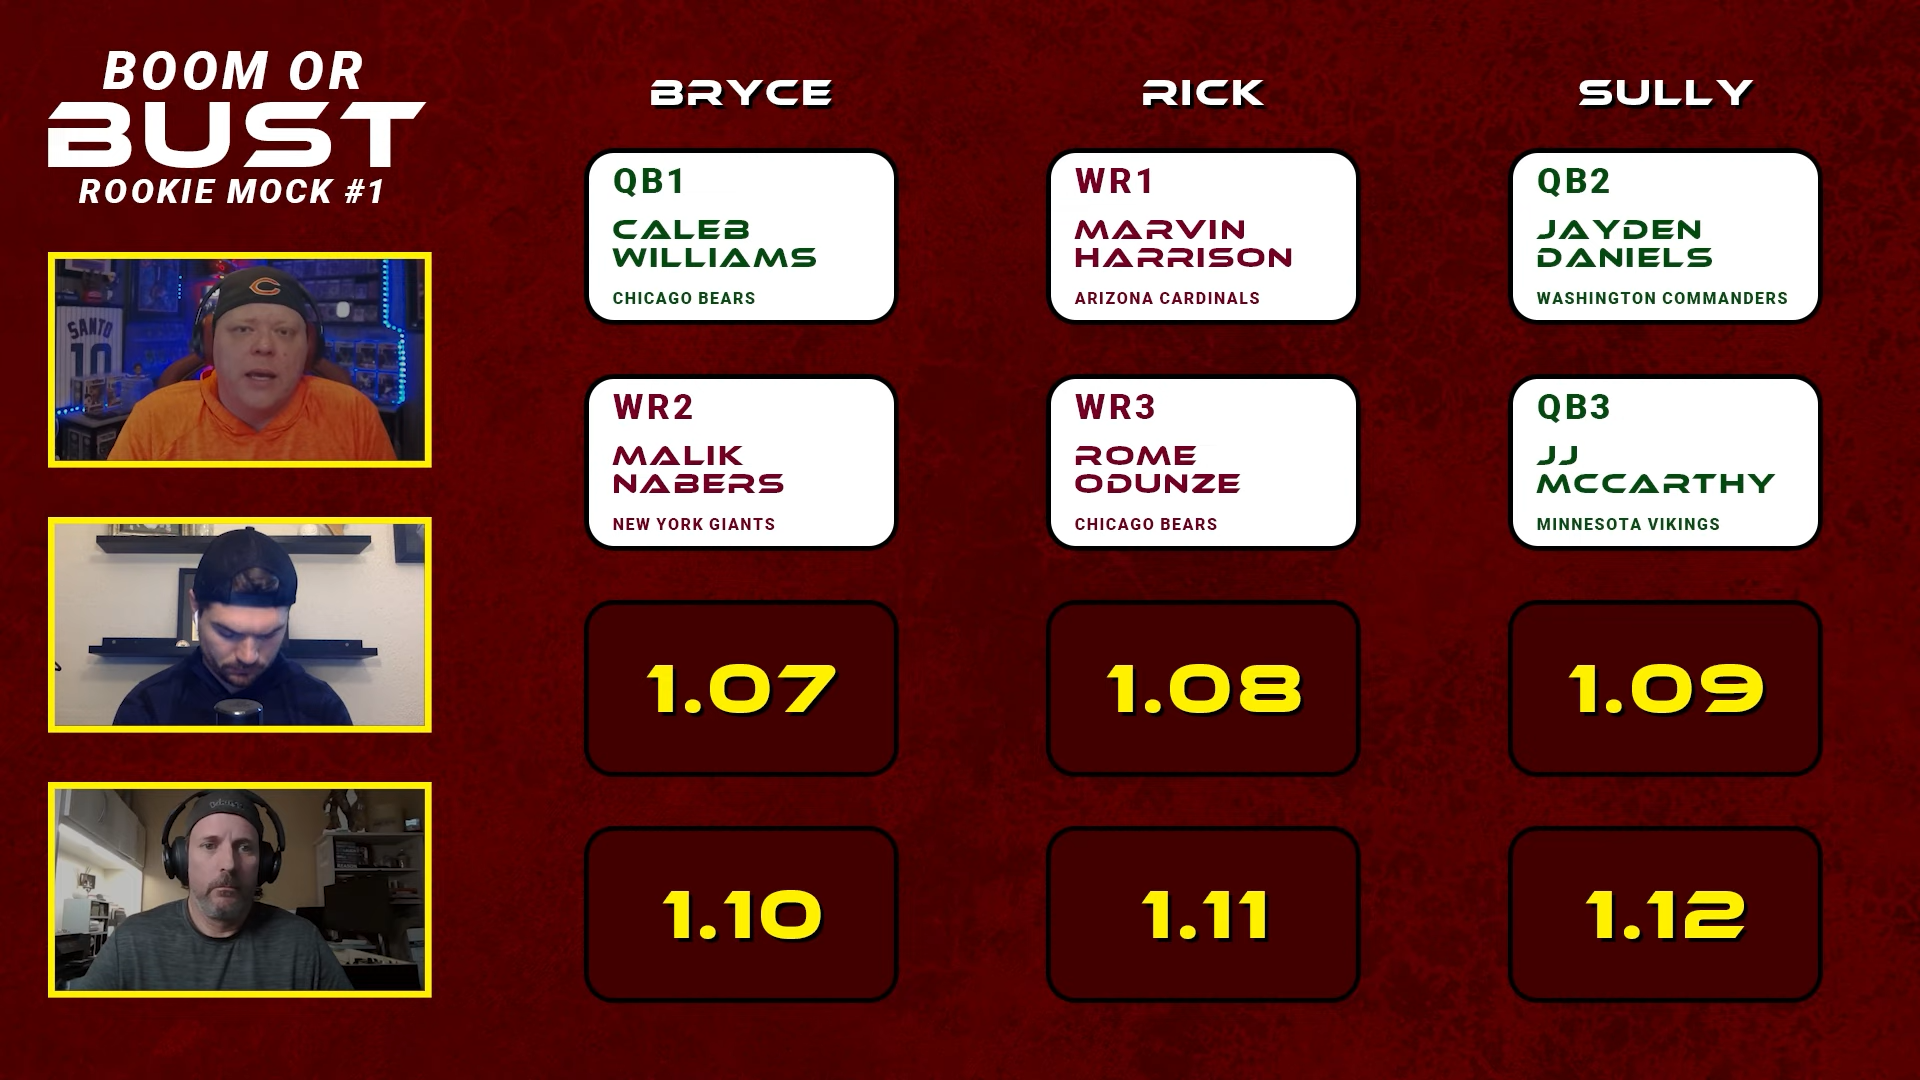 BOOM OR
BUST
ROOKIE MOCK #1
SANTO
10
BRYCE
RICK
SULLY
QB1
CALEB
WILLIAMS
CHICAGO BEARS
WR1
MARVIN
HARRISON
ARIZONA CARDINALS
QB2
JAYDEN
DANIELS
WASHINGTON COMMANDERS
WR2
MALIK
NABERS
NEW YORK GIANTS
WR3
ROME
ODUNZE
CHICAGO BEARS
QB3
JJ
MCCARTHY
MINNESOTA VIKINGS
1.07
1.08
1.09
1.10
1.11
1.12